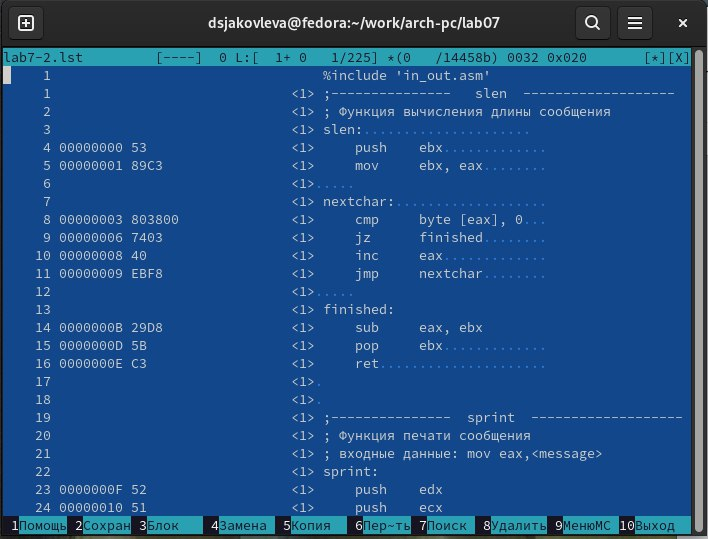 dsjakovleva@fedora:~/work/arch-pc/lab07
lab7-2.lst [----] 0 L:[ 1+ 0 1/225] *(0 /14458b) 0032 0x020 [*][X]
1 %include 'in_out.asm'
1 <1> ;--------------- slen -------------------
2 <1> ; Функция вычисления длины сообщения
3 <1> slen:.....................
4 00000000 53 <1> push ebx.............
5 00000001 89C3 <1> mov ebx, eax........
6 <1>.....
7 <1> nextchar:...................
8 00000003 803800 <1> cmp byte [eax], 0...
9 00000006 7403 <1> jz finished........
10 00000008 40 <1> inc eax.............
11 00000009 EBF8 <1> jmp nextchar........
12 <1>.....
13 <1> finished:
14 0000000B 29D8 <1> sub eax, ebx
15 0000000D 5B <1> pop ebx.............
16 0000000E C3 <1> ret.....................
17 <1>.
18 <1>.
19 <1> ;--------------- sprint -------------------
20 <1> ; Функция печати сообщения
21 <1> ; входные данные: mov eax,<message>
22 <1> sprint:
23 0000000F 52 <1> push edx
24 00000010 51 <1> push ecx
1Помощь 2Сохран 3Блок 4Замена 5Копия 6Пер~ть 7Поиск 8Удалить 9МенюМС 10Выход